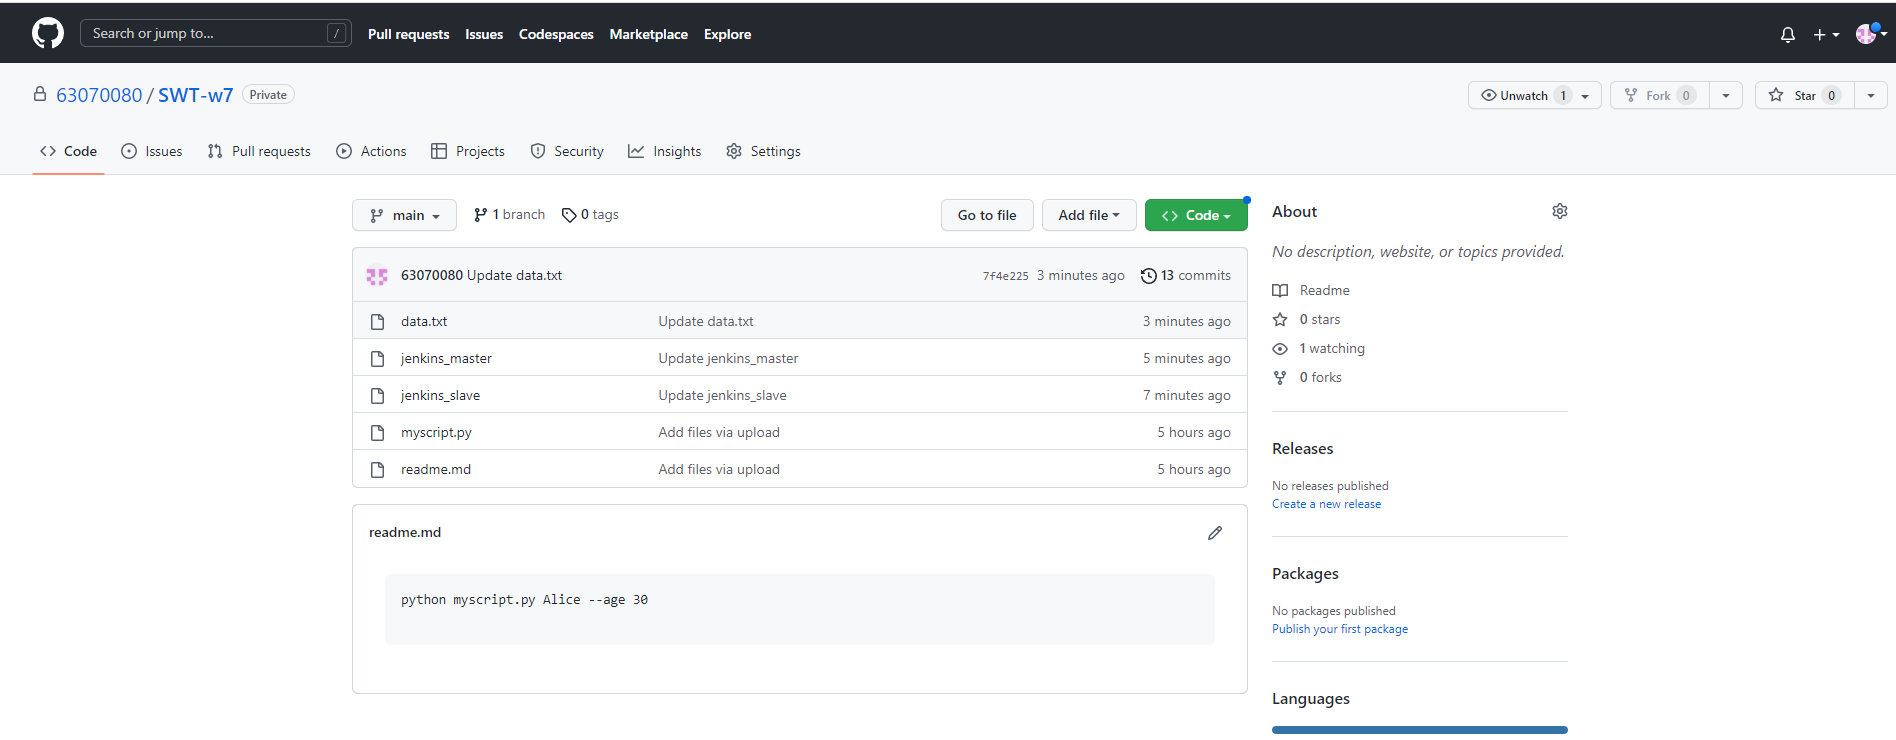 Search or jump to... /
Pull requests Issues Codespaces Marketplace Explore
63070080 / SWT-w7 Private
Unwatch 1 Fork 0 Star 0
Code Issues Pull requests Actions Projects Security Insights Settings
main 1 branch 0 tags
Go to file Add file Code
63070080 Update data.txt 7f4e225 3 minutes ago 13 commits
data.txt Update data.txt 3 minutes ago
jenkins_master Update jenkins_master 5 minutes ago
jenkins_slave Update jenkins_slave 7 minutes ago
myscript.py Add files via upload 5 hours ago
readme.md Add files via upload 5 hours ago
readme.md
python myscript.py Alice --age 30
About
No description, website, or topics provided.
Readme
0 stars
1 watching
0 forks
Releases
No releases published
Create a new release
Packages
No packages published
Publish your first package
Languages